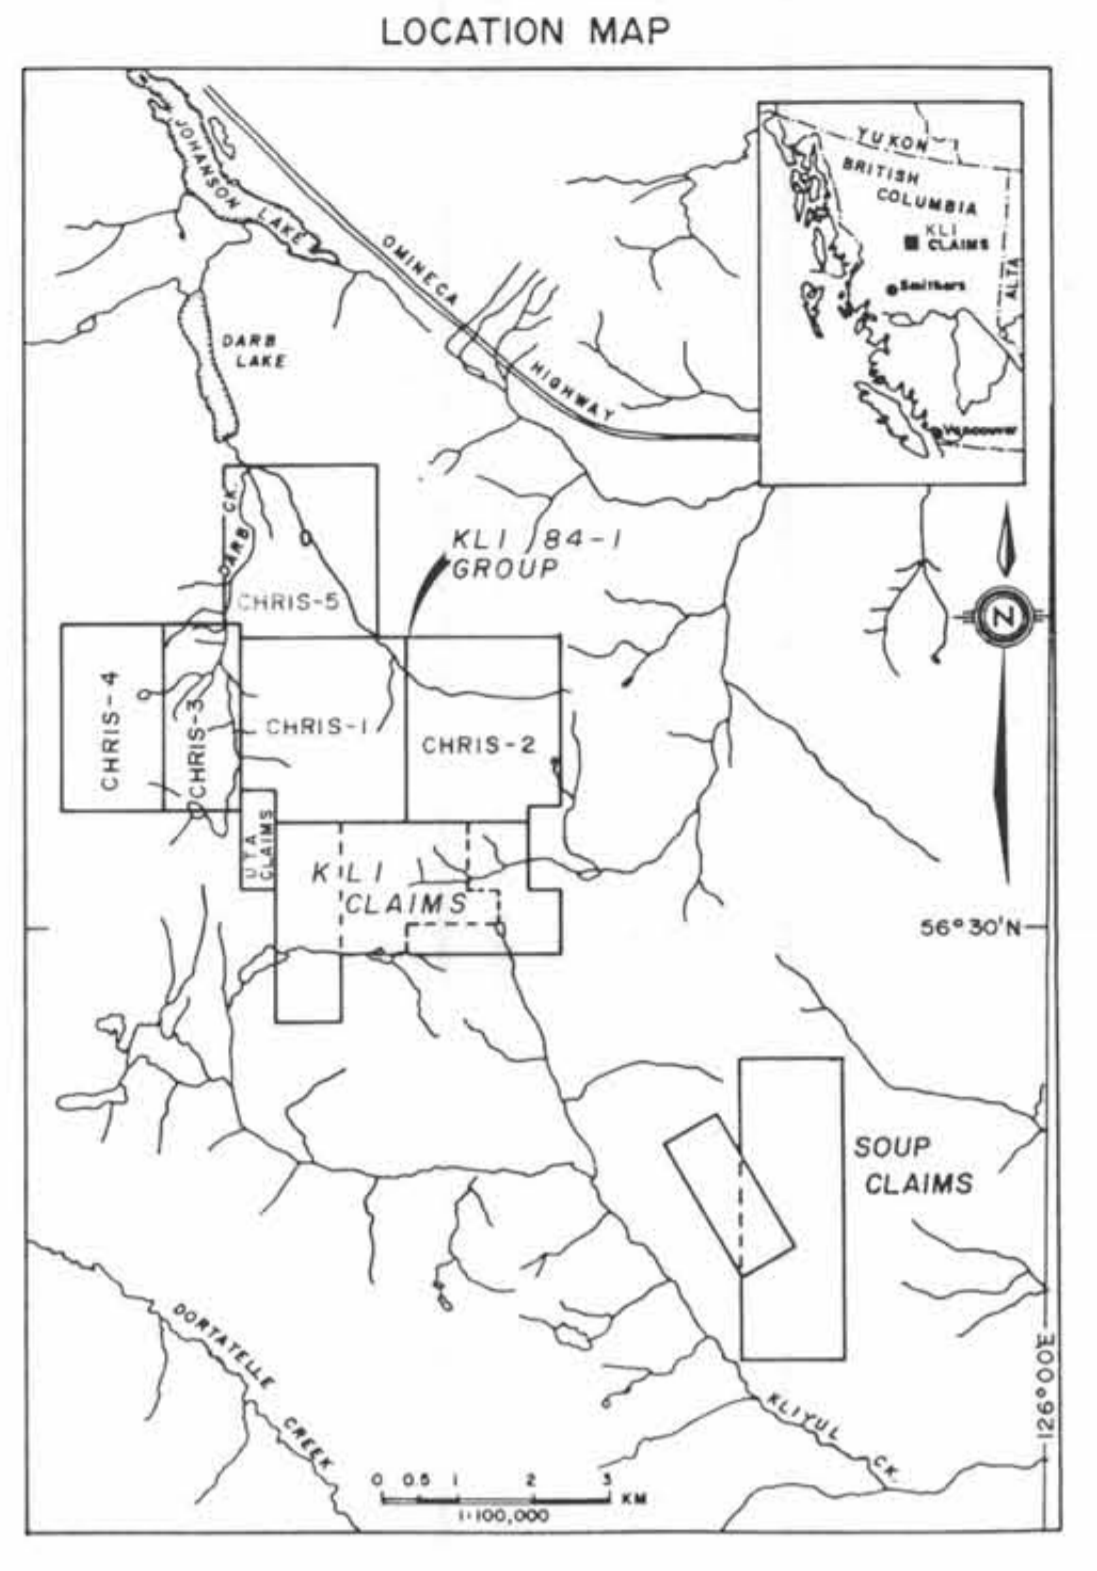 LOCATION MAP
JOHANSON LAKE
OMINECA HIGHWAY
YUKON
BRITISH
COLUMBIA
KLI
CLAIMS
Smithers
ALTA
Vancouver
DARB
LAKE
DARB CK.
KLI 84-1
GROUP
CHRIS-5
CHRIS-4
CHRIS-3
CHRIS-1
CHRIS-2
N
UTA
CLAIMS
KLI
CLAIMS
56°30'N
SOUP
CLAIMS
DORTATELLE
CREEK
KLIYUL CK.
126°00'E
0 0.5 1 2 3 KM
1:100,000